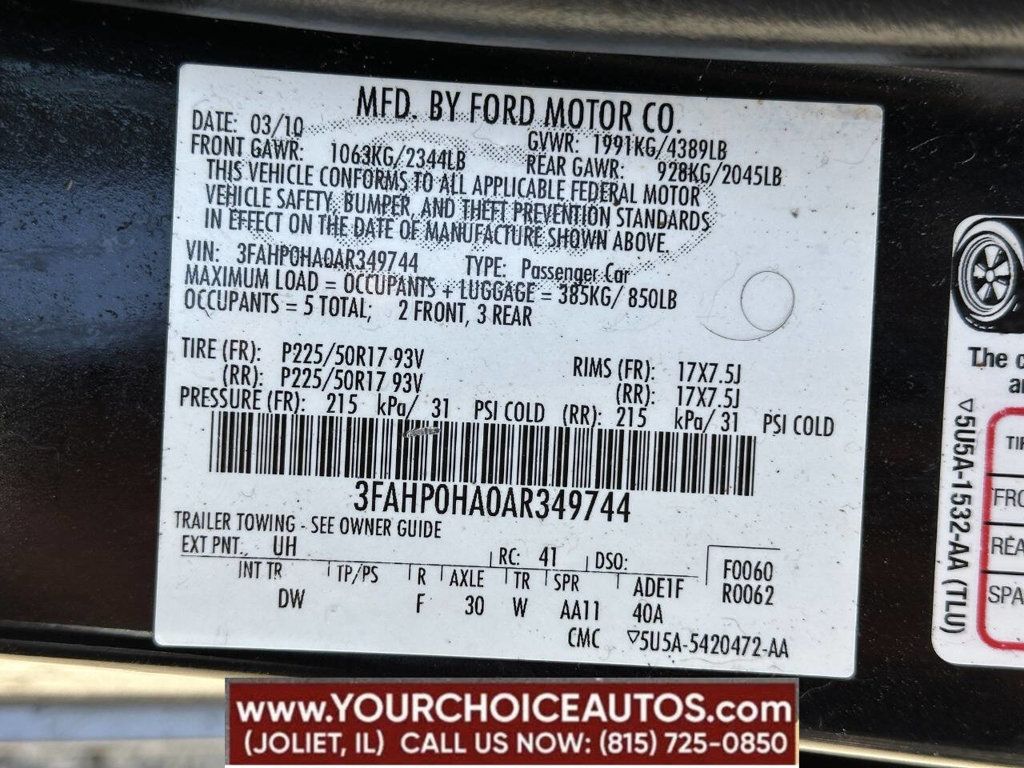 MFD. BY FORD MOTOR CO.
DATE: 03/10 GVWR: 1991KG/4389LB
FRONT GAWR: 1063KG/2344LB REAR GAWR: 928KG/2045LB
THIS VEHICLE CONFORMS TO ALL APPLICABLE FEDERAL MOTOR
VEHICLE SAFETY, BUMPER, AND THEFT PREVENTION STANDARDS
IN EFFECT ON THE DATE OF MANUFACTURE SHOWN ABOVE.
VIN: 3FAHP0HA0AR349744 TYPE: Passenger Car
MAXIMUM LOAD = OCCUPANTS + LUGGAGE = 385KG/ 850LB
OCCUPANTS = 5 TOTAL; 2 FRONT, 3 REAR
TIRE (FR): P225/50R17 93V RIMS (FR): 17X7.5J
(RR): P225/50R17 93V (RR): 17X7.5J
PRESSURE (FR): 215 kPa/ 31 PSI COLD (RR): 215 kPa/ 31 PSI COLD
3FAHP0HA0AR349744
TRAILER TOWING - SEE OWNER GUIDE
EXT PNT: UH RC: 41 DSO: F0060
INT TR TP/PS R AXLE TR SPR ADE1F R0062
DW F 30 W AA11 40A
CMC ▽5U5A-5420472-AA
The c
a
TI
FRO
REA
SPA
▽5U5A-1532-AA (TLU)
www.YOURCHOICEAUTOS.com
(JOLIET, IL) CALL US NOW: (815) 725-0850